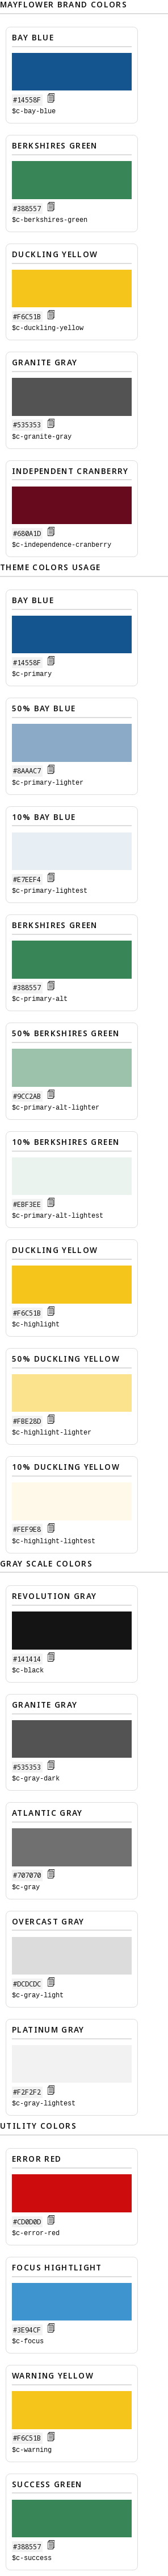 MAYFLOWER BRAND COLORS
BAY BLUE
#14558F
$c-bay-blue
BERKSHIRES GREEN
#388557
$c-berkshires-green
DUCKLING YELLOW
#F6C51B
$c-duckling-yellow
GRANITE GRAY
#535353
$c-granite-gray
INDEPENDENT CRANBERRY
#680A1D
$c-independence-cranberry
THEME COLORS USAGE
BAY BLUE
#14558F
$c-primary
50% BAY BLUE
#8AAAC7
$c-primary-lighter
10% BAY BLUE
#E7EEF4
$c-primary-lightest
BERKSHIRES GREEN
#388557
$c-primary-alt
50% BERKSHIRES GREEN
#9CC2AB
$c-primary-alt-lighter
10% BERKSHIRES GREEN
#EBF3EE
$c-primary-alt-lightest
DUCKLING YELLOW
#F6C51B
$c-highlight
50% DUCKLING YELLOW
#FBE28D
$c-highlight-lighter
10% DUCKLING YELLOW
#FEF9E8
$c-highlight-lightest
GRAY SCALE COLORS
REVOLUTION GRAY
#141414
$c-black
GRANITE GRAY
#535353
$c-gray-dark
ATLANTIC GRAY
#707070
$c-gray
OVERCAST GRAY
#DCDCDC
$c-gray-light
PLATINUM GRAY
#F2F2F2
$c-gray-lightest
UTILITY COLORS
ERROR RED
#CD0D0D
$c-error-red
FOCUS HIGHTLIGHT
#3E94CF
$c-focus
WARNING YELLOW
#F6C51B
$c-warning
SUCCESS GREEN
#388557
$c-success